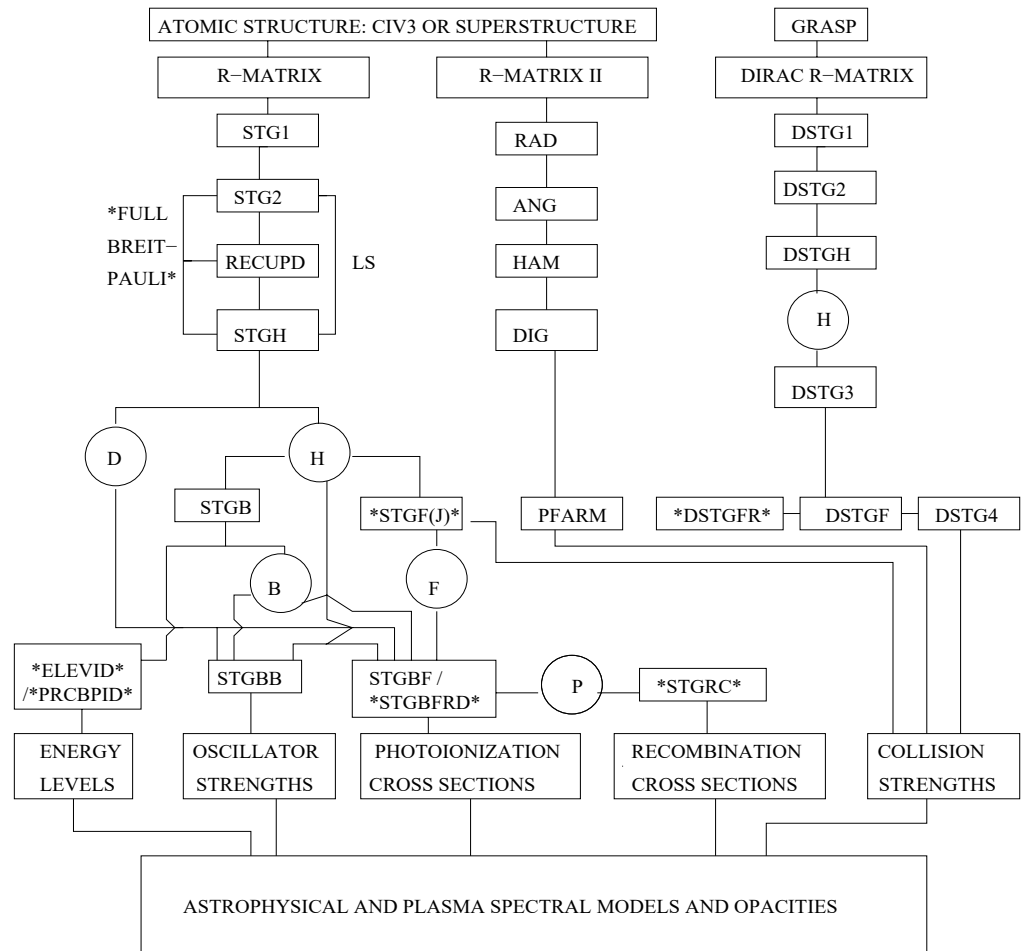 ATOMIC STRUCTURE: CIV3 OR SUPERSTRUCTURE
GRASP
R−MATRIX
R−MATRIX II
DIRAC R−MATRIX
STG1
RAD
DSTG1
STG2
ANG
DSTG2
*FULL
BREIT−
PAULI*
RECUPD
LS
HAM
DSTGH
STGH
DIG
H
DSTG3
D
H
STGB
*STGF(J)*
PFARM
*DSTGFR*
DSTGF
DSTG4
B
F
*ELEVID*
/*PRCBPID*
STGBB
STGBF /
*STGBFRD*
P
*STGRC*
ENERGY
LEVELS
OSCILLATOR
STRENGTHS
PHOTOIONIZATION
CROSS SECTIONS
RECOMBINATION
CROSS SECTIONS
COLLISION
STRENGTHS
ASTROPHYSICAL AND PLASMA SPECTRAL MODELS AND OPACITIES